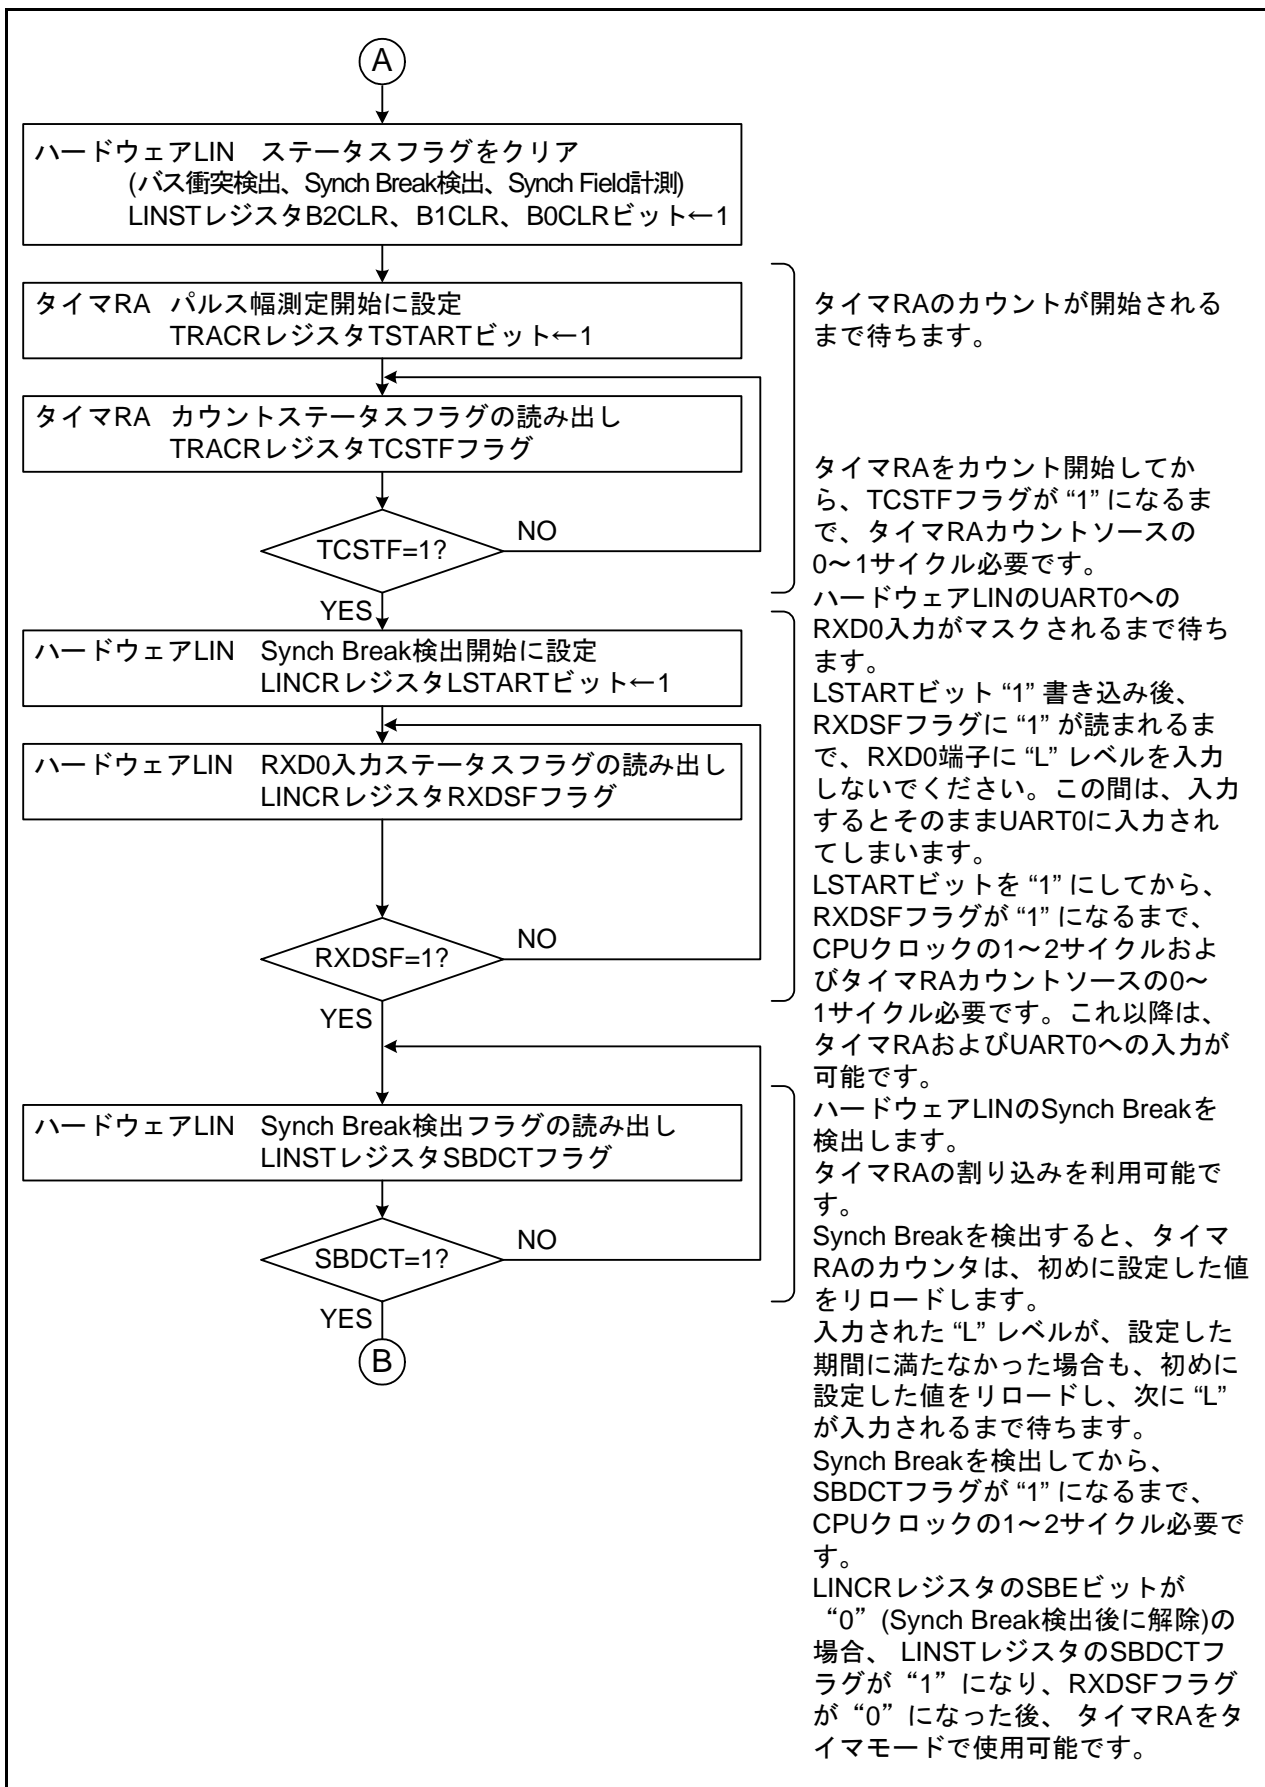 A
ハードウェアLIN ステータスフラグをクリア
(バス衝突検出、Synch Break検出、Synch Field計測)
LINSTレジスタB2CLR、B1CLR、B0CLRビット←1
タイマRA パルス幅測定開始に設定
TRACRレジスタTSTARTビット←1
タイマRA カウントステータスフラグの読み出し
TRACRレジスタTCSTFフラグ
TCSTF=1?
NO
YES
ハードウェアLIN Synch Break検出開始に設定
LINCRレジスタLSTARTビット←1
ハードウェアLIN RXD0入力ステータスフラグの読み出し
LINCRレジスタRXDSFフラグ
RXDSF=1?
NO
YES
ハードウェアLIN Synch Break検出フラグの読み出し
LINSTレジスタSBDCTフラグ
SBDCT=1?
NO
YES
B
タイマRAのカウントが開始される
まで待ちます。
タイマRAをカウント開始してか
ら、TCSTFフラグが “1” になるま
で、タイマRAカウントソースの
0～1サイクル必要です。
ハードウェアLINのUART0への
RXD0入力がマスクされるまで待ち
ます。
LSTARTビット “1” 書き込み後、
RXDSFフラグに “1” が読まれるま
で、RXD0端子に “L” レベルを入力
しないでください。この間は、入力
するとそのままUART0に入力され
てしまいます。
LSTARTビットを “1” にしてから、
RXDSFフラグが “1” になるまで、
CPUクロックの1～2サイクルおよ
びタイマRAカウントソースの0～
1サイクル必要です。これ以降は、
タイマRAおよびUART0への入力が
可能です。
ハードウェアLINのSynch Breakを
検出します。
タイマRAの割り込みを利用可能で
す。
Synch Breakを検出すると、タイマ
RAのカウンタは、初めに設定した値
をリロードします。
入力された “L” レベルが、設定した
期間に満たなかった場合も、初めに
設定した値をリロードし、次に “L”
が入力されるまで待ちます。
Synch Breakを検出してから、
SBDCTフラグが “1” になるまで、
CPUクロックの1～2サイクル必要で
す。
LINCRレジスタのSBEビットが
“0” (Synch Break検出後に解除)の
場合、 LINSTレジスタのSBDCTフ
ラグが “1” になり、RXDSFフラグ
が “0” になった後、 タイマRAをタ
イマモードで使用可能です。